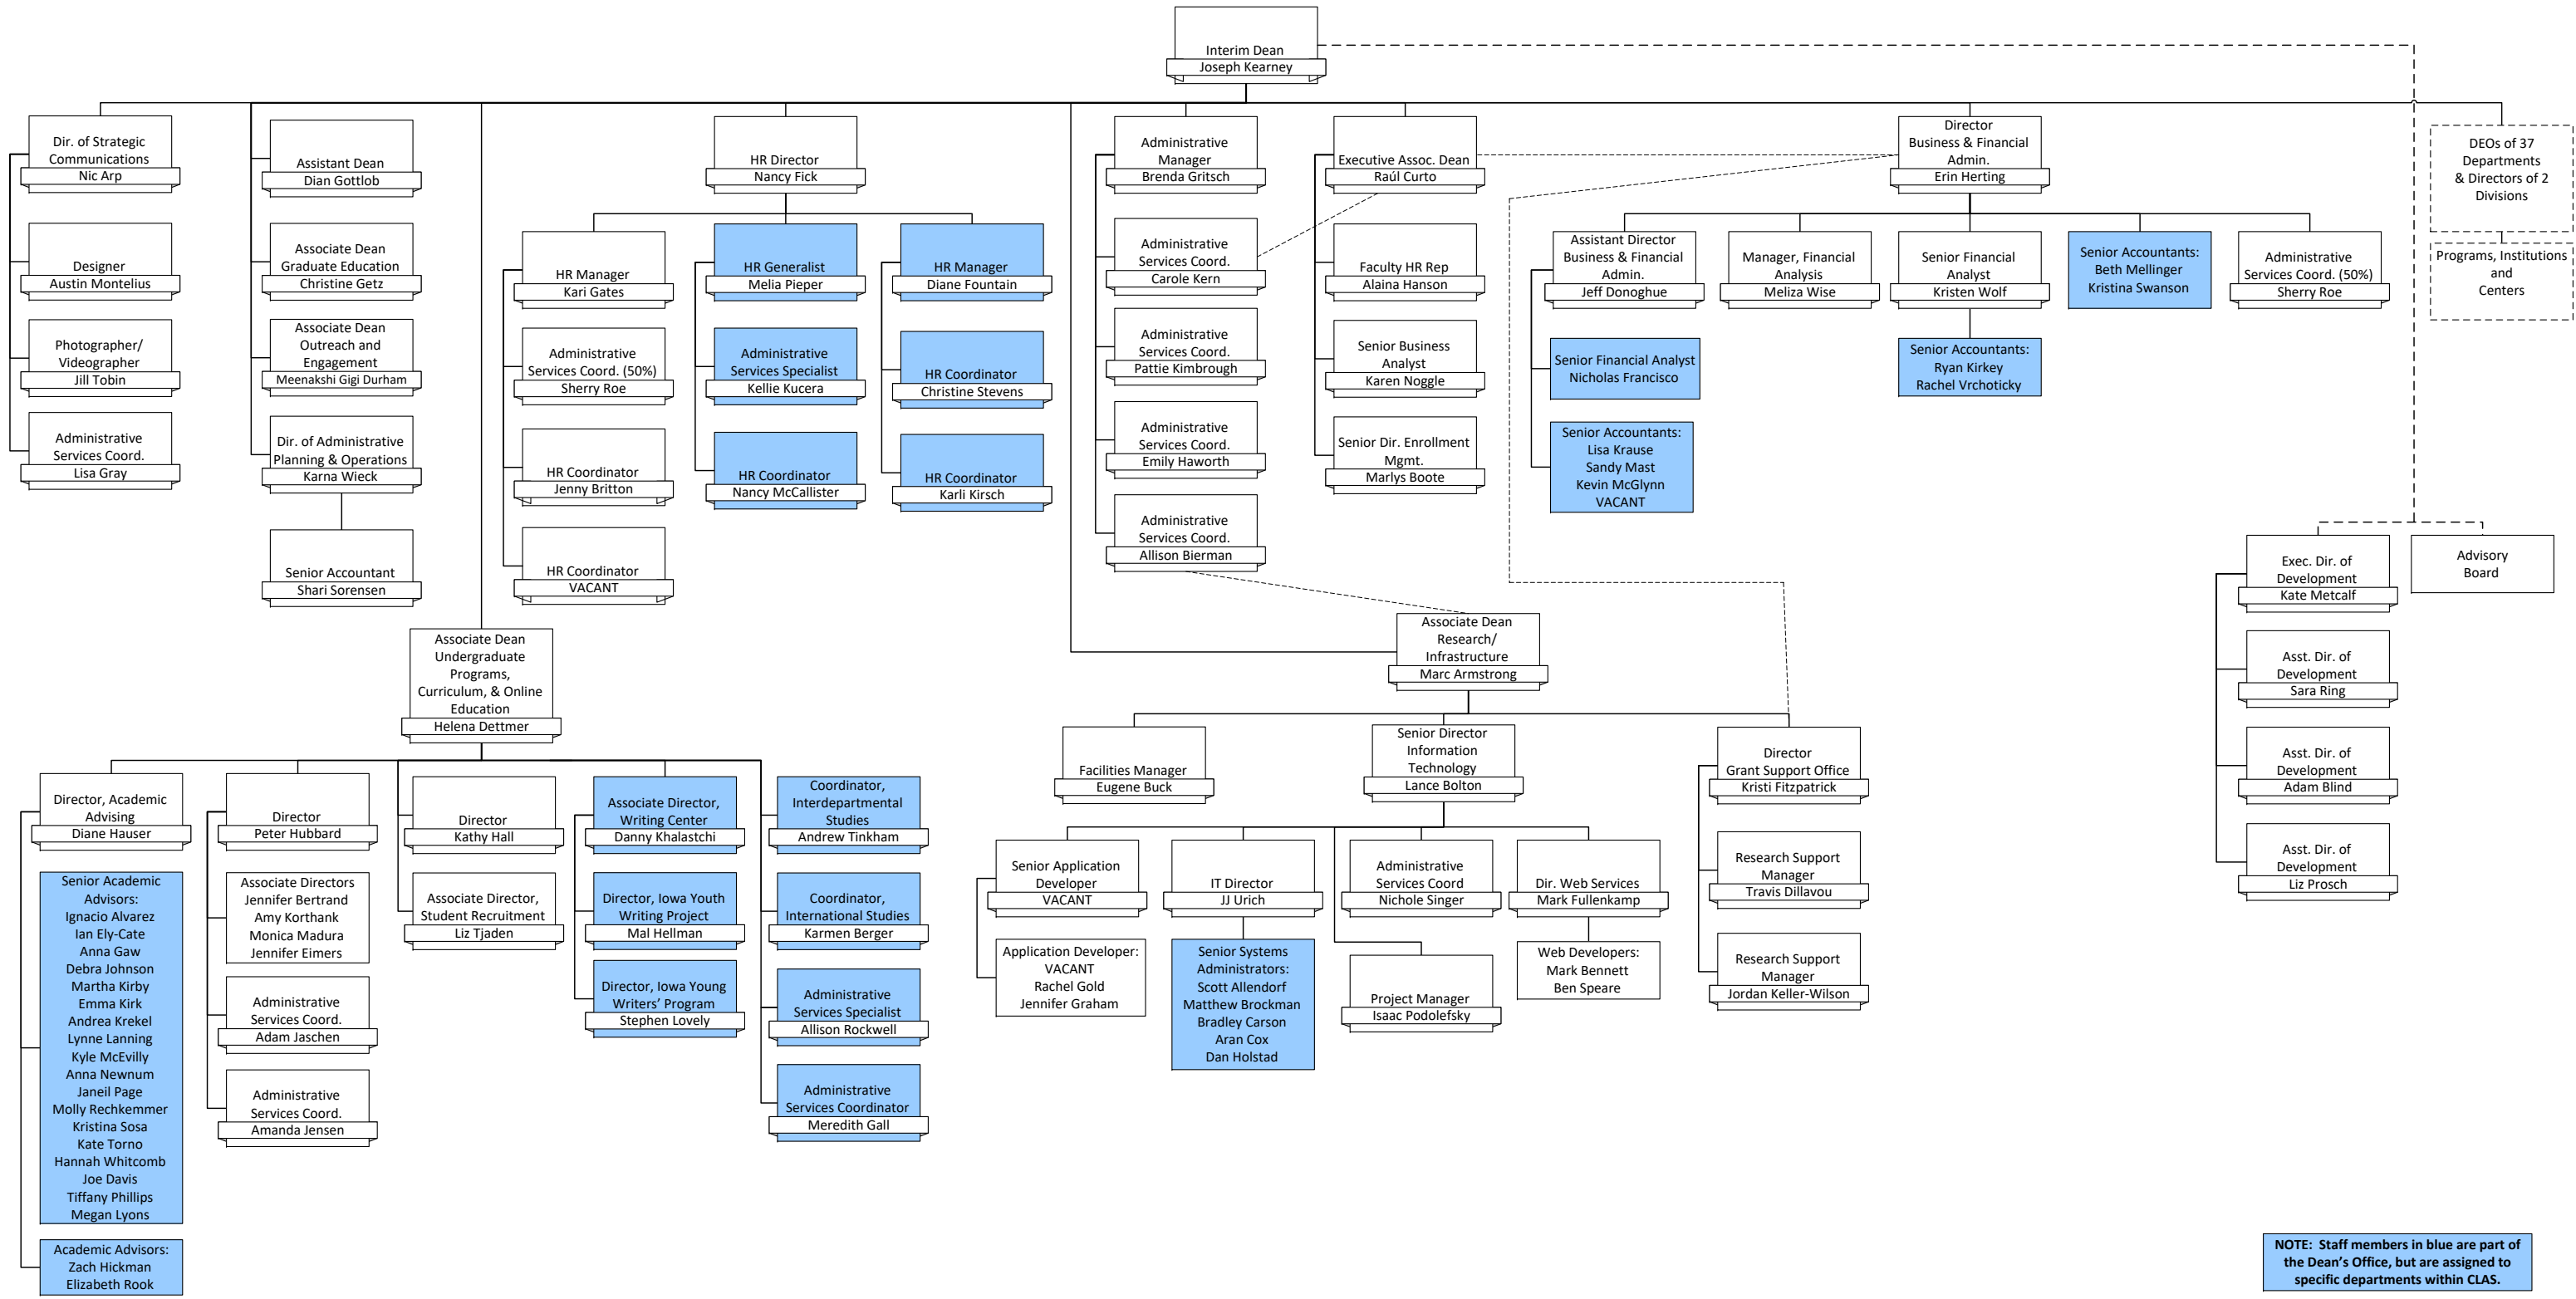 Interim Dean
Joseph Kearney
Dir. of Strategic
Communications
Nic Arp
Designer
Austin Montelius
Photographer/
Videographer
Jill Tobin
Administrative
Services Coord.
Lisa Gray
Assistant Dean
Dian Gottlob
Associate Dean
Graduate Education
Christine Getz
Associate Dean
Outreach and
Engagement
Meenakshi Gigi Durham
Dir. of Administrative
Planning & Operations
Karna Wieck
Senior Accountant
Shari Sorensen
HR Director
Nancy Fick
HR Manager
Kari Gates
Administrative
Services Coord. (50%)
Sherry Roe
HR Coordinator
Jenny Britton
HR Coordinator
VACANT
HR Generalist
Melia Pieper
Administrative
Services Specialist
Kellie Kucera
HR Coordinator
Nancy McCallister
HR Manager
Diane Fountain
HR Coordinator
Christine Stevens
HR Coordinator
Karli Kirsch
Administrative
Manager
Brenda Gritsch
Administrative
Services Coord.
Carole Kern
Administrative
Services Coord.
Pattie Kimbrough
Administrative
Services Coord.
Emily Haworth
Administrative
Services Coord.
Allison Bierman
Executive Assoc. Dean
Raúl Curto
Faculty HR Rep
Alaina Hanson
Senior Business
Analyst
Karen Noggle
Senior Dir. Enrollment
Mgmt.
Marlys Boote
Director
Business & Financial
Admin.
Erin Herting
Assistant Director
Business & Financial
Admin.
Jeff Donoghue
Senior Financial Analyst
Nicholas Francisco
Senior Accountants:
Lisa Krause
Sandy Mast
Kevin McGlynn
VACANT
Manager, Financial
Analysis
Meliza Wise
Senior Financial
Analyst
Kristen Wolf
Senior Accountants:
Ryan Kirkey
Rachel Vrchoticky
Senior Accountants:
Beth Mellinger
Kristina Swanson
Administrative
Services Coord. (50%)
Sherry Roe
DEOs of 37
Departments
& Directors of 2
Divisions
Programs, Institutions
and
Centers
Exec. Dir. of
Development
Kate Metcalf
Asst. Dir. of
Development
Sara Ring
Asst. Dir. of
Development
Adam Blind
Asst. Dir. of
Development
Liz Prosch
Advisory
Board
Associate Dean
Undergraduate
Programs,
Curriculum, & Online
Education
Helena Dettmer
Director, Academic
Advising
Diane Hauser
Senior Academic
Advisors:
Ignacio Alvarez
Ian Ely-Cate
Anna Gaw
Debra Johnson
Martha Kirby
Emma Kirk
Andrea Krekel
Lynne Lanning
Kyle McEvilly
Anna Newnum
Janeil Page
Molly Rechkemmer
Kristina Sosa
Kate Torno
Hannah Whitcomb
Joe Davis
Tiffany Phillips
Megan Lyons
Academic Advisors:
Zach Hickman
Elizabeth Rook
Director
Peter Hubbard
Associate Directors
Jennifer Bertrand
Amy Korthank
Monica Madura
Jennifer Eimers
Administrative
Services Coord.
Adam Jaschen
Administrative
Services Coord.
Amanda Jensen
Director
Kathy Hall
Associate Director,
Student Recruitment
Liz Tjaden
Associate Director,
Writing Center
Danny Khalastchi
Director, Iowa Youth
Writing Project
Mal Hellman
Director, Iowa Young
Writers’ Program
Stephen Lovely
Coordinator,
Interdepartmental
Studies
Andrew Tinkham
Coordinator,
International Studies
Karmen Berger
Administrative
Services Specialist
Allison Rockwell
Administrative
Services Coordinator
Meredith Gall
Associate Dean
Research/
Infrastructure
Marc Armstrong
Facilities Manager
Eugene Buck
Senior Director
Information
Technology
Lance Bolton
Senior Application
Developer
VACANT
Application Developer:
VACANT
Rachel Gold
Jennifer Graham
IT Director
JJ Urich
Senior Systems
Administrators:
Scott Allendorf
Matthew Brockman
Bradley Carson
Aran Cox
Dan Holstad
Administrative
Services Coord
Nichole Singer
Project Manager
Isaac Podolefsky
Dir. Web Services
Mark Fullenkamp
Web Developers:
Mark Bennett
Ben Speare
Director
Grant Support Office
Kristi Fitzpatrick
Research Support
Manager
Travis Dillavou
Research Support
Manager
Jordan Keller-Wilson
NOTE: Staff members in blue are part of
the Dean’s Office, but are assigned to
specific departments within CLAS.